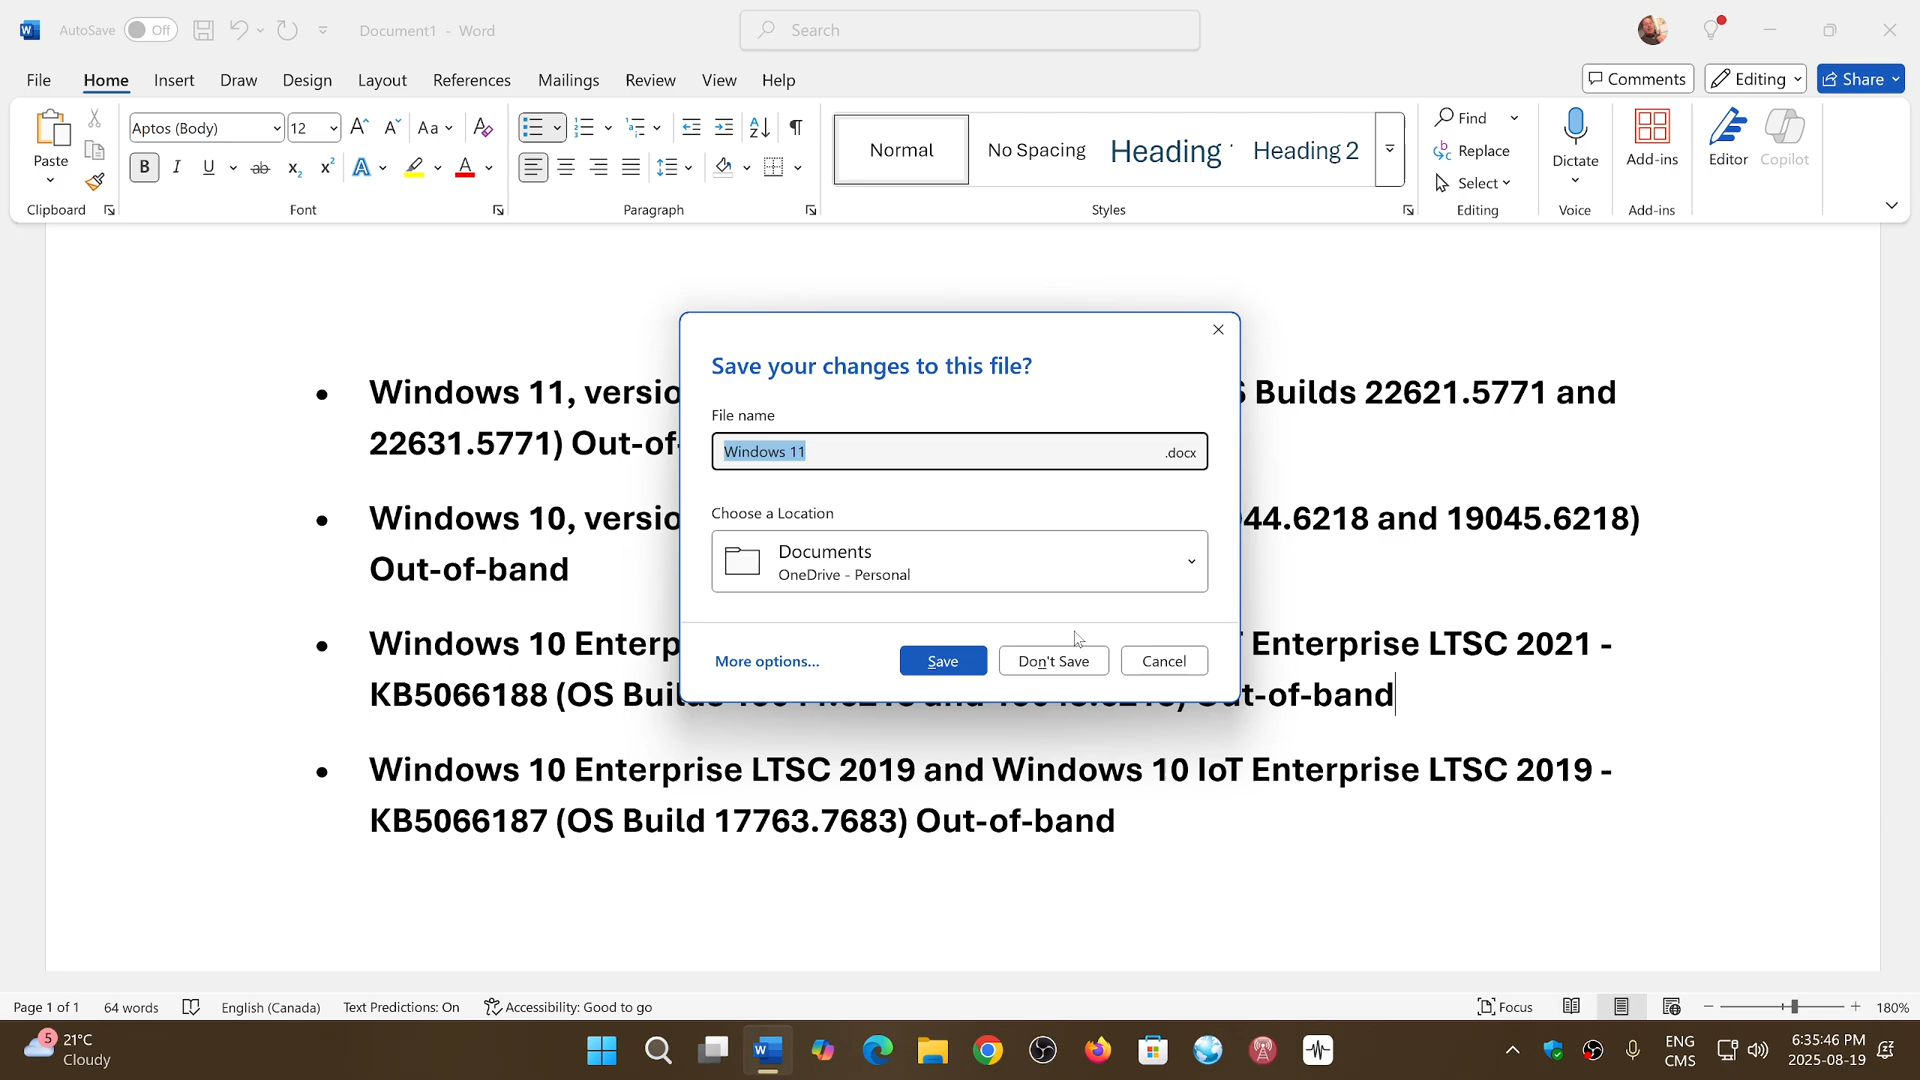 AutoSave Off Document1 - Word Search
File Home Insert Draw Design Layout References Mailings Review View Help Comments Editing Share
Aptos (Body) 12 Aa Normal No Spacing Heading Heading 2 Find
Paste Replace Dictate Add-ins Editor Copilot
B I U ab Select
Clipboard Font Paragraph Styles Editing Voice Add-ins
Save your changes to this file?
Windows 11, versio Builds 22621.5771 and
File name
22631.5771) Out-of-
Windows 11 .docx
Choose a Location
Windows 10, versio 44.6218 and 19045.6218)
Documents
Out-of-band
OneDrive - Personal
Windows 10 Enterp Enterprise LTSC 2021 -
More options... Save Don't Save Cancel
KB5066188 (OS Build t-of-band
Windows 10 Enterprise LTSC 2019 and Windows 10 IoT Enterprise LTSC 2019 -
KB5066187 (OS Build 17763.7683) Out-of-band
Page 1 of 1 64 words English (Canada) Text Predictions: On Accessibility: Good to go Focus 180%
5 21°C ENG 6:35:46 PM
Cloudy CMS 2025-08-19